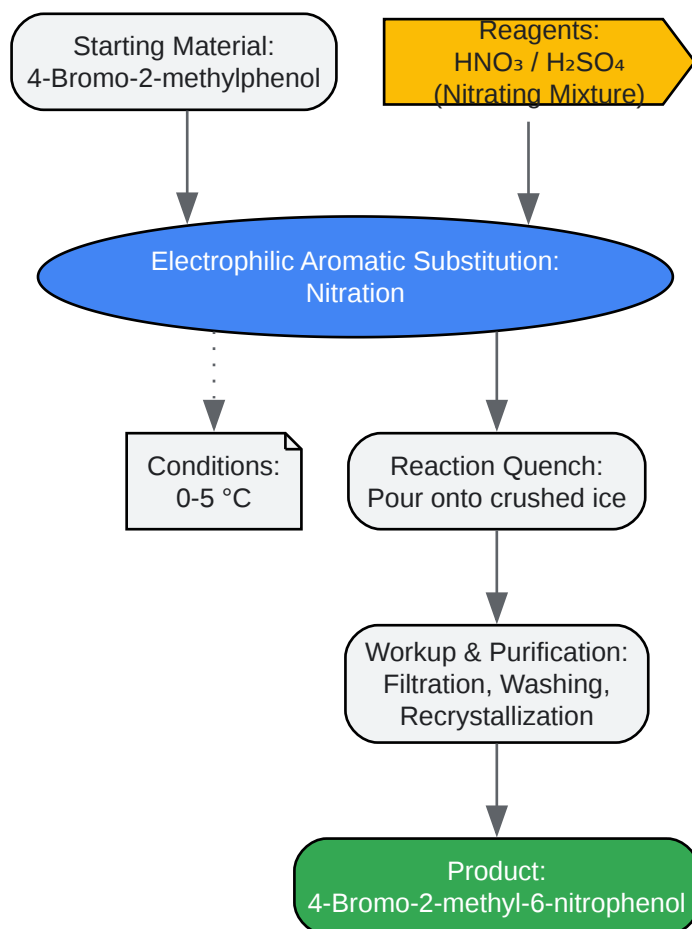 Starting Material:
4-Bromo-2-methylphenol
Reagents:
HNO₃ / H₂SO₄
(Nitrating Mixture)
Electrophilic Aromatic Substitution:
Nitration
Conditions:
0-5 °C
Reaction Quench:
Pour onto crushed ice
Workup & Purification:
Filtration, Washing,
Recrystallization
Product:
4-Bromo-2-methyl-6-nitrophenol